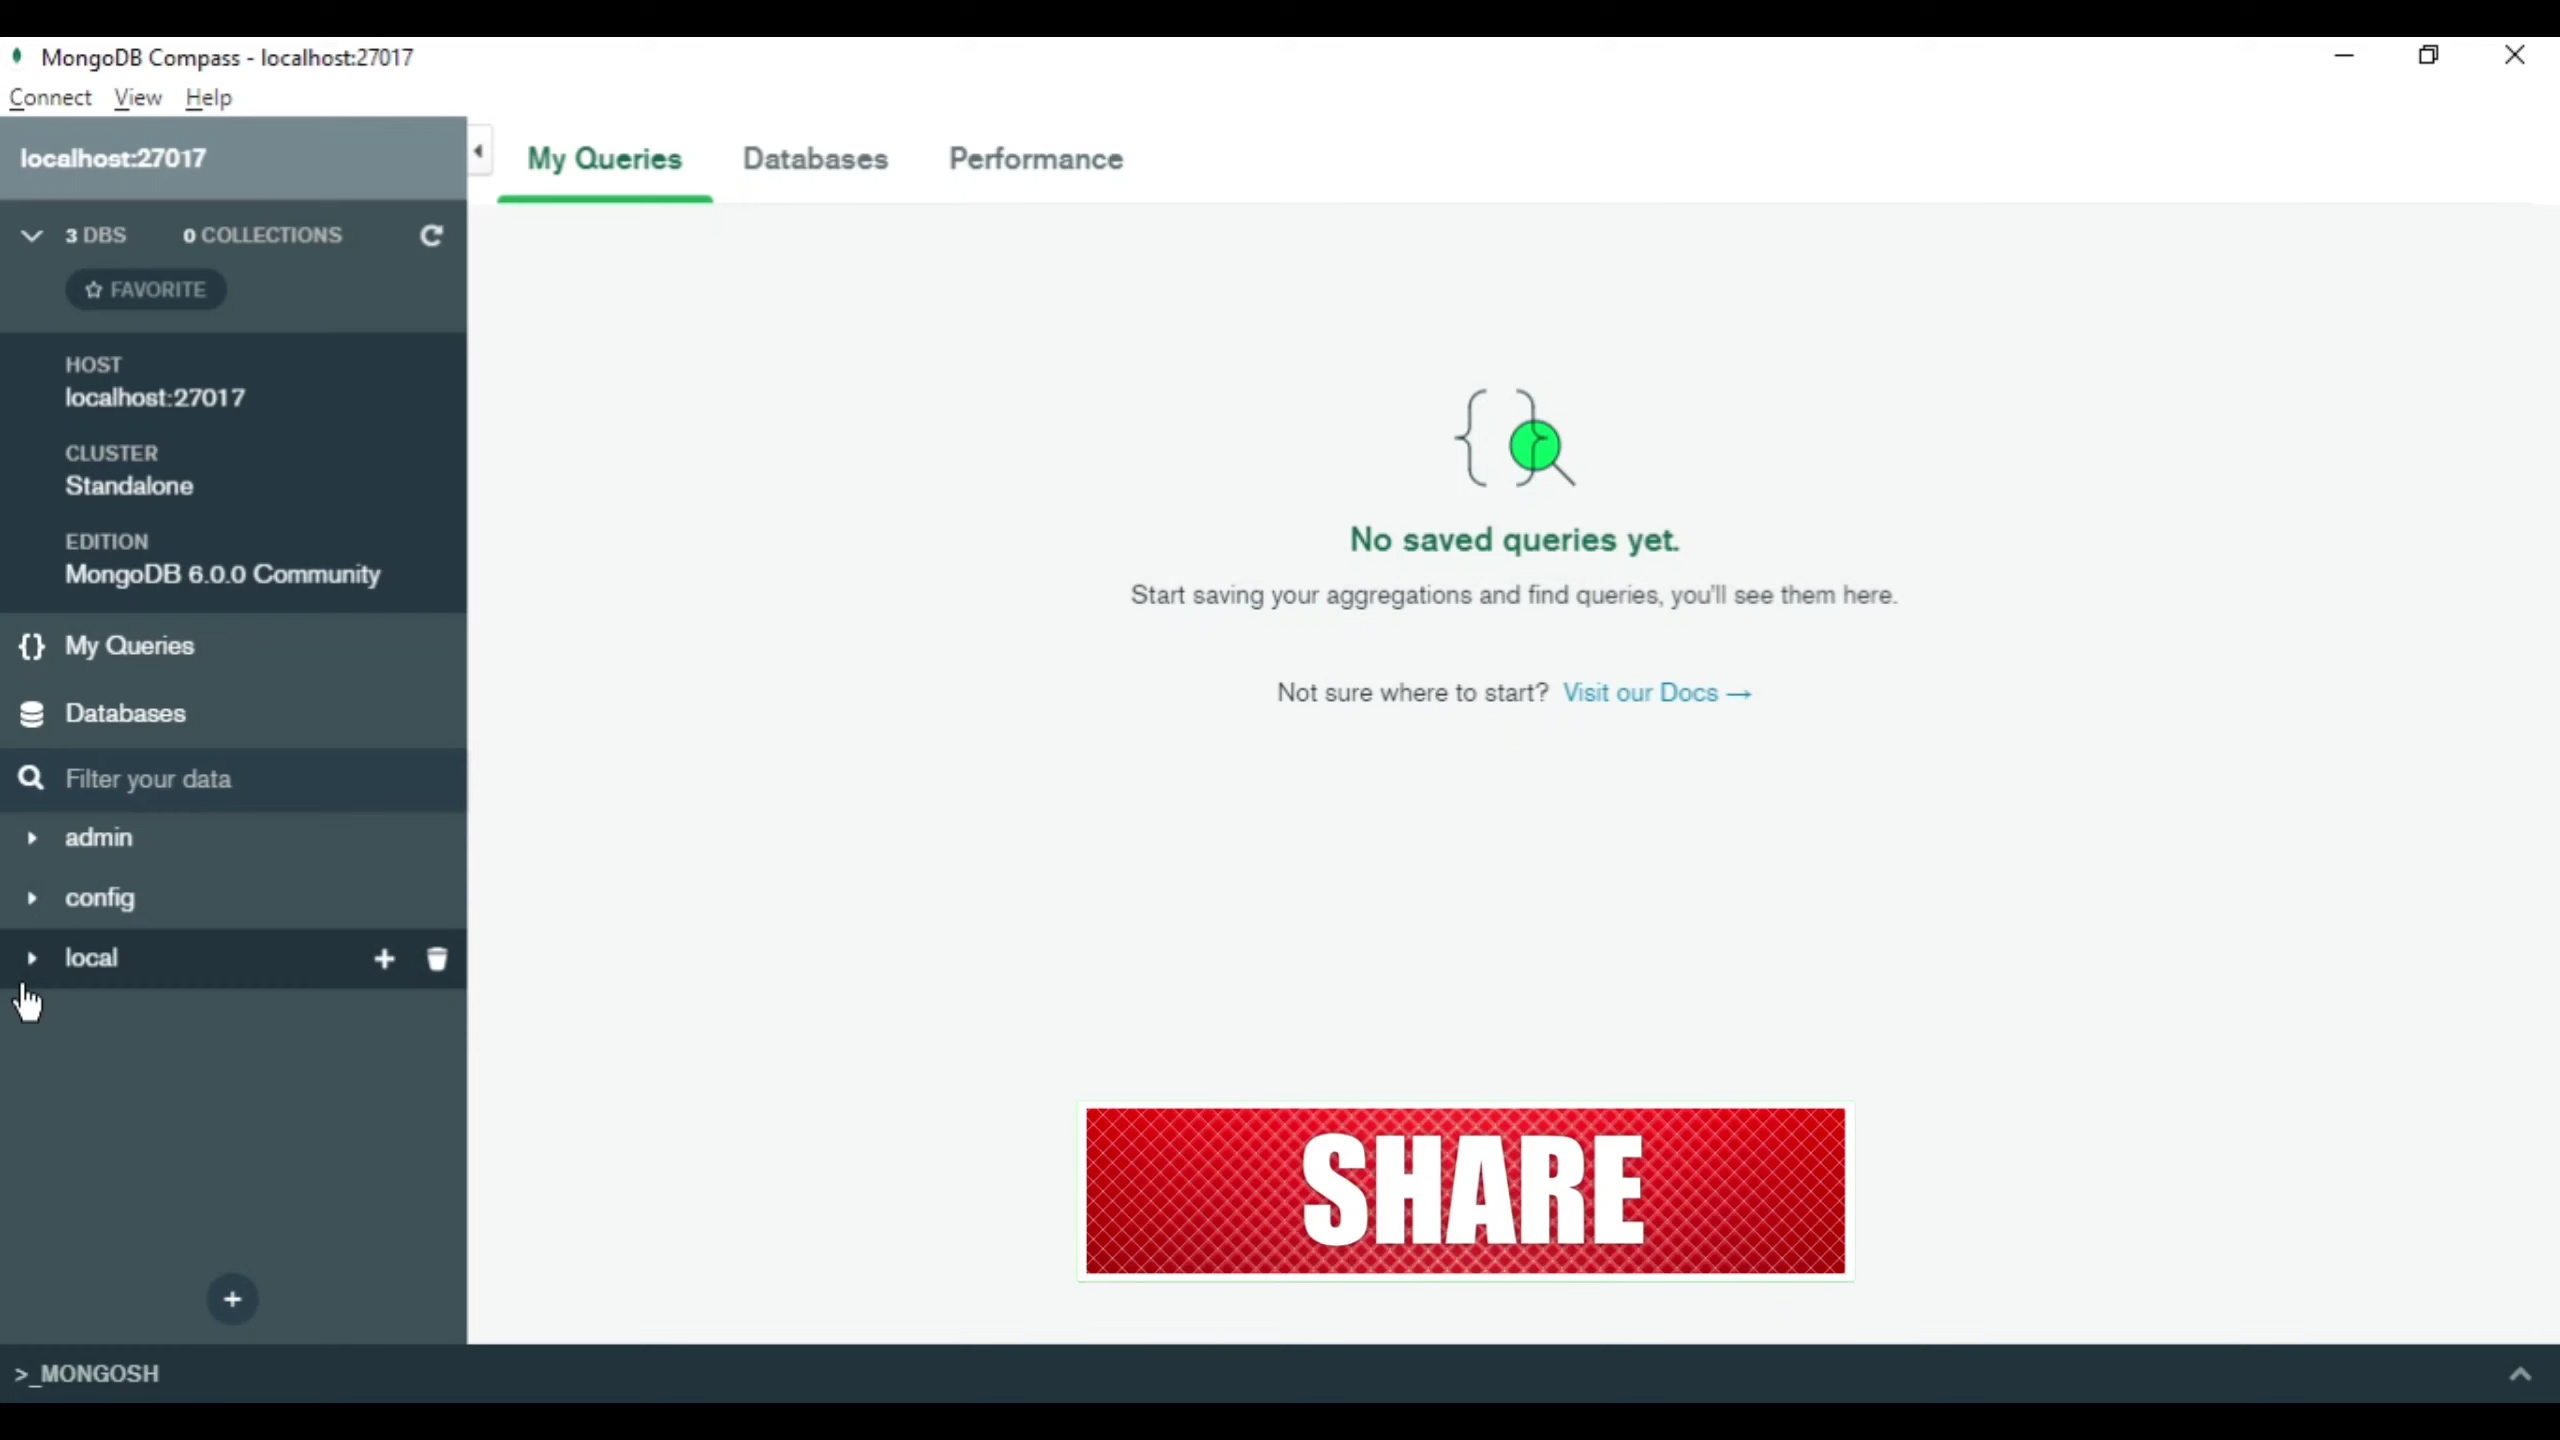 MongoDB Compass - localhost:27017
Connect View Help
localhost:27017
My Queries Databases Performance
3 DBS 0 COLLECTIONS
FAVORITE
HOST
localhost:27017
CLUSTER
Standalone
EDITION
MongoDB 6.0.0 Community
{} My Queries
Databases
Filter your data
admin
config
local
No saved queries yet.
Start saving your aggregations and find queries, you'll see them here.
Not sure where to start? Visit our Docs →
SHARE
>_MONGOSH